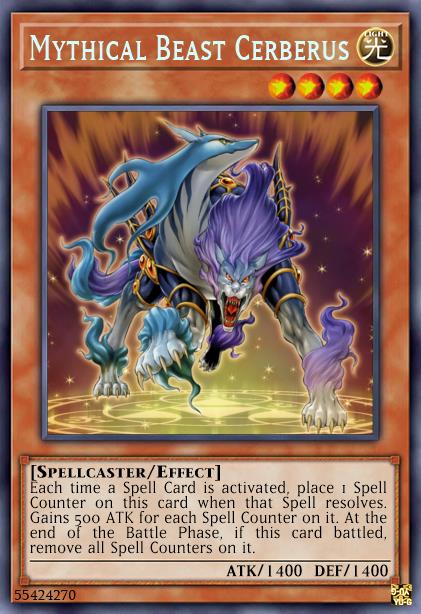 MYTHICAL BEAST CERBERUS
LIGHT
光
[SPELLCASTER/EFFECT]
Each time a Spell Card is activated, place 1 Spell
Counter on this card when that Spell resolves.
Gains 500 ATK for each Spell Counter on it. At the
end of the Battle Phase, if this card battled,
remove all Spell Counters on it.
ATK/1400 DEF/1400
55424270